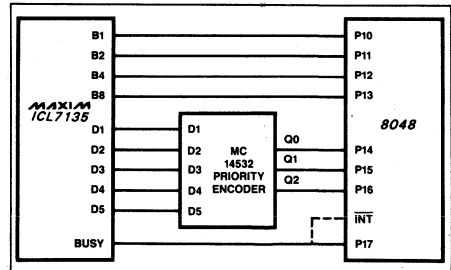 B1 P10
B2 P11
B4 P12
B8 P13
MAXIM
ICL7135
8048
D1 D1
D2 D2 MC Q0 P14
D3 D3 14532 Q1 P15
D4 D4 PRIORITY ENCODER Q2 P16
D5 D5
INT
BUSY P17